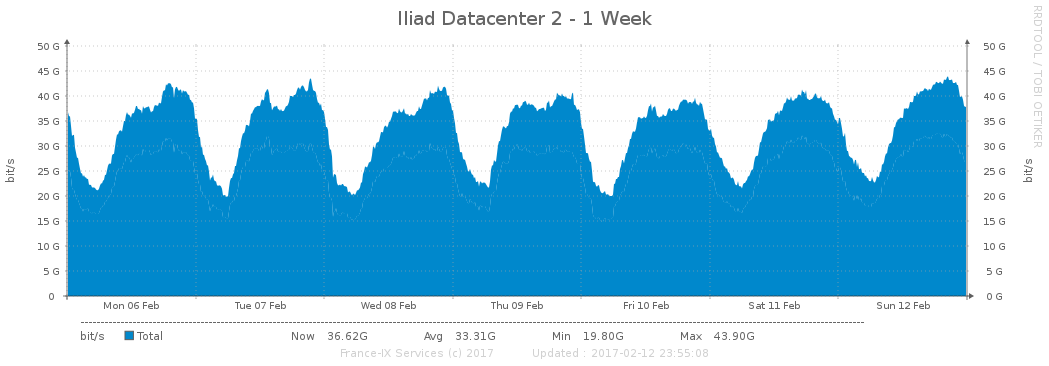 Iliad Datacenter 2 - 1 Week
RRDTOOL / TOBI OETIKER
50 G 50 G
45 G 45 G
40 G 40 G
35 G 35 G
30 G 30 G
25 G 25 G
20 G 20 G
15 G 15 G
10 G 10 G
5 G 5 G
0 0 G
bit/s bit/s
Mon 06 Feb Tue 07 Feb Wed 08 Feb Thu 09 Feb Fri 10 Feb Sat 11 Feb Sun 12 Feb
bit/s Total Now 36.62G Avg 33.31G Min 19.80G Max 43.90G
France-IX Services (c) 2017 Updated : 2017-02-12 23:55:08